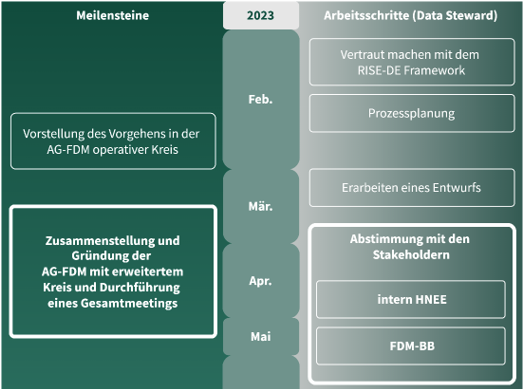 Meilensteine
2023
Arbeitsschritte (Data Steward)
Feb.
Vertraut machen mit dem
RISE-DE Framework
Prozessplanung
Vorstellung des Vorgehens in der
AG-FDM operativer Kreis
Mär.
Erarbeiten eines Entwurfs
Zusammenstellung und
Gründung der
AG-FDM mit erweitertem
Kreis und Durchführung
eines Gesamtmeetings
Abstimmung mit den
Stakeholdern
Apr.
intern HNEE
Mai
FDM-BB